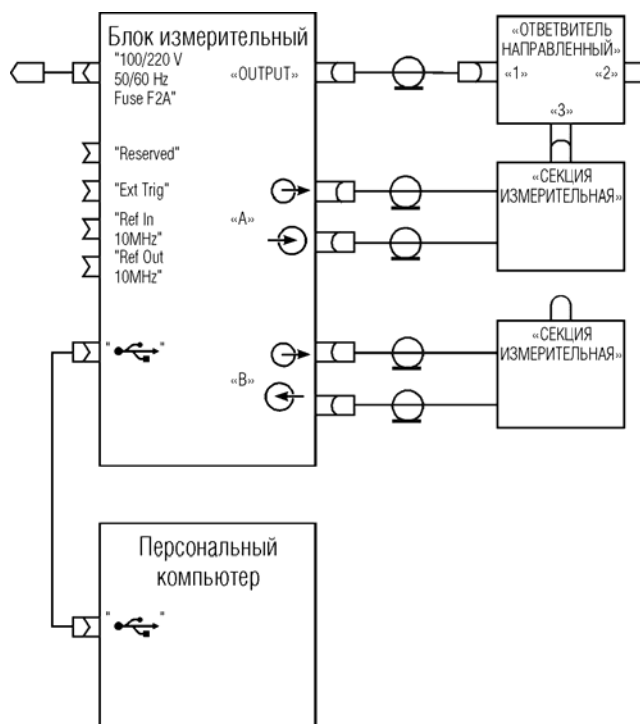 Блок измерительный
"100/220 V
50/60 Hz
Fuse F2A"
«OUTPUT»
"Reserved"
"Ext Trig"
"Ref In
10MHz"
"Ref Out
10MHz"
«A»
" "
«B»
«ОТВЕТВИТЕЛЬ
НАПРАВЛЕННЫЙ»
«1» «2»
«3»
«СЕКЦИЯ
ИЗМЕРИТЕЛЬНАЯ»
«СЕКЦИЯ
ИЗМЕРИТЕЛЬНАЯ»
Персональный
компьютер
" "